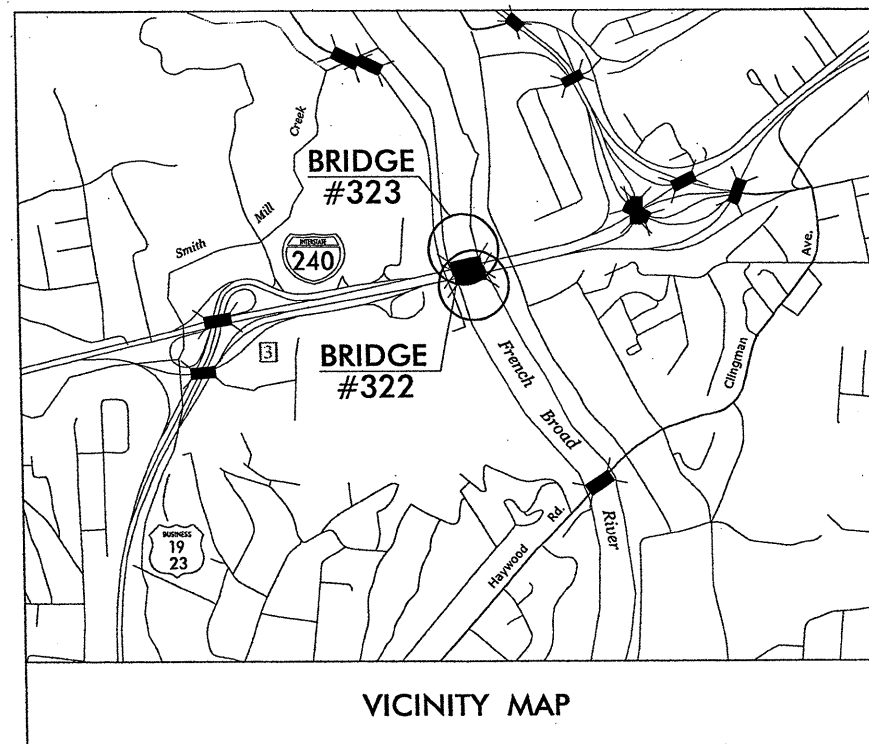 Creek
BRIDGE
#323
Mill
Smith
INTERSTATE
240
Ave.
3
BRIDGE
#322
Clingman
French
Broad
River
Haywood Rd.
BUSINESS
19
23
VICINITY MAP